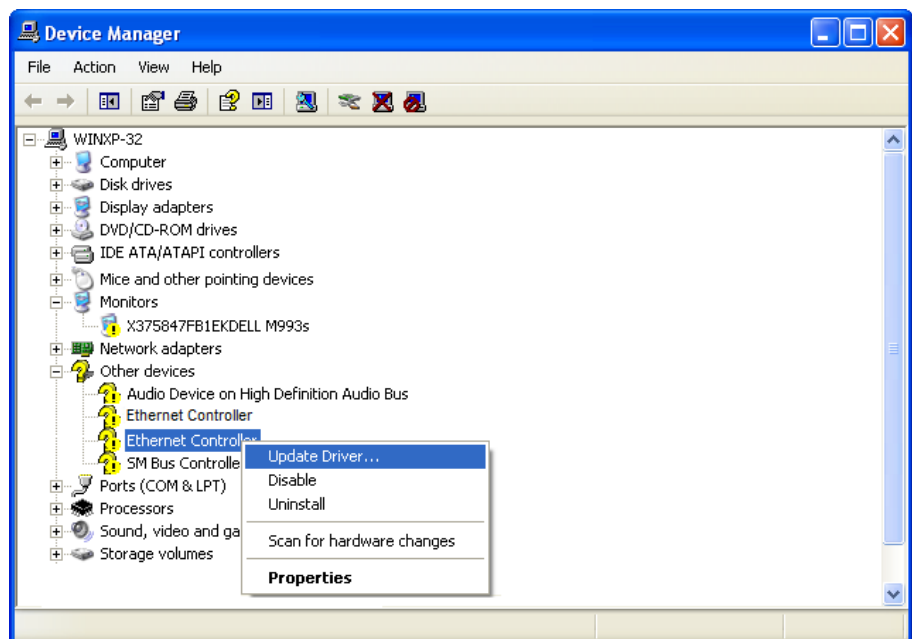 Device Manager
File Action View Help
WINXP-32
Computer
Disk drives
Display adapters
DVD/CD-ROM drives
IDE ATA/ATAPI controllers
Mice and other pointing devices
Monitors
X375847FB1EKDELL M993s
Network adapters
Other devices
Audio Device on High Definition Audio Bus
Ethernet Controller
Ethernet Controller
SM Bus Controlle
Ports (COM & LPT)
Processors
Sound, video and ga
Storage volumes
Update Driver...
Disable
Uninstall
Scan for hardware changes
Properties